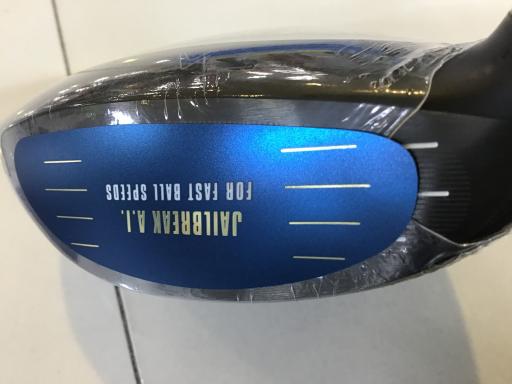 JAILBREAK A.I.
FOR FAST BALL SPEEDS